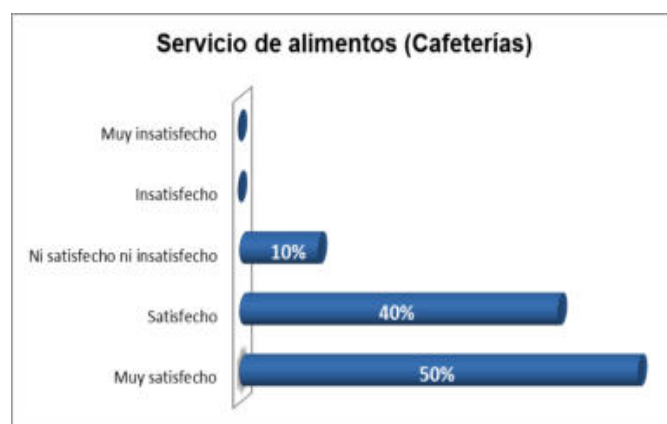 Servicio de alimentos (Cafeterías)
Muy insatisfecho
Insatisfecho
Ni satisfecho ni insatisfecho
10%
Satisfecho
40%
Muy satisfecho
50%